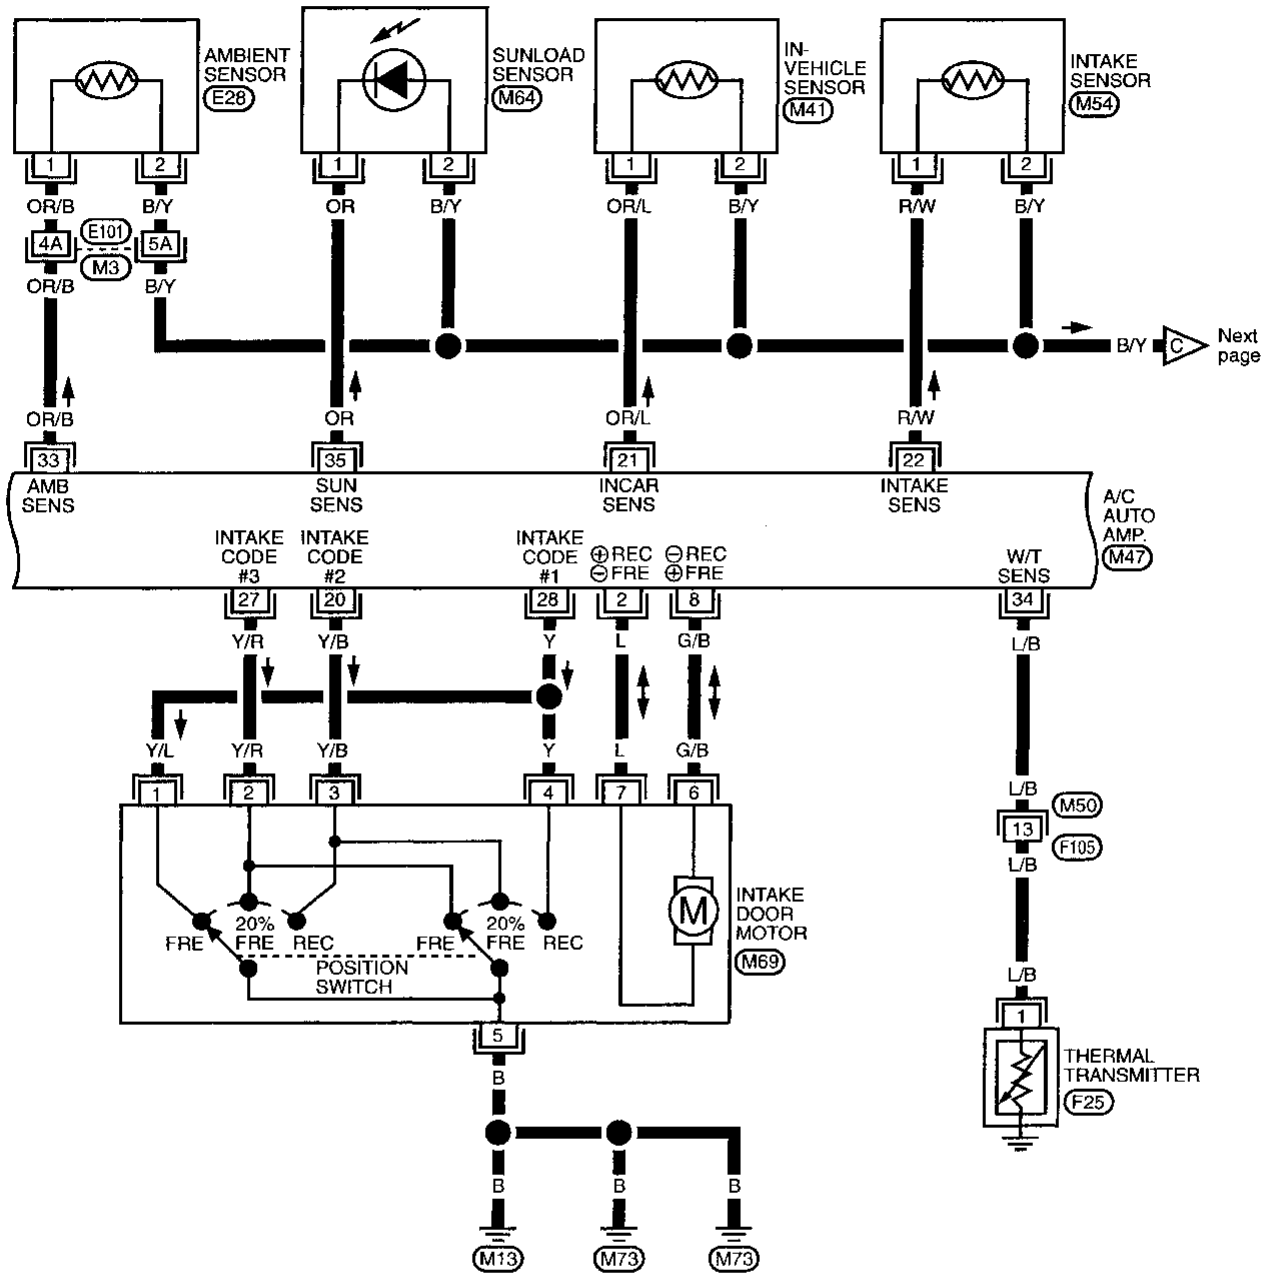 AMBIENT
SENSOR
E28
SUNLOAD
SENSOR
M64
IN-
VEHICLE
SENSOR
M41
INTAKE
SENSOR
M54
1 2 1 2 1 2 1 2
OR/B B/Y OR B/Y OR/L B/Y R/W B/Y
4A E101 5A
M3
OR/B B/Y
B/Y C Next
page
OR/B OR OR/L R/W
33 35 21 22
AMB
SENS
SUN
SENS
INCAR
SENS
INTAKE
SENS
A/C
AUTO
AMP.
M47
INTAKE
CODE
#3
INTAKE
CODE
#2
INTAKE
CODE
#1
⊕ REC
⊖ FRE
⊖ REC
⊕ FRE
W/T
SENS
27 20 28 2 8 34
Y/R Y/B Y L G/B L/B
Y/L Y/R Y/B Y L G/B
1 2 3 4 7 6
L/B M50
13
F105
L/B
M
INTAKE
DOOR
MOTOR
M69
FRE 20%
FRE REC
FRE 20%
FRE REC
POSITION
SWITCH
L/B
5
1
B
THERMAL
TRANSMITTER
F25
B B B
M13 M73 M73